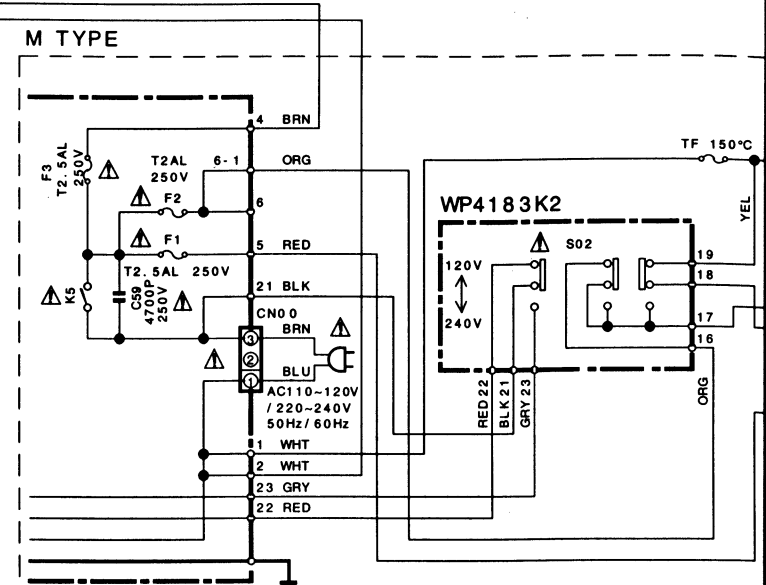 M TYPE
4 BRN
F3
T2.5AL
250V
T2AL
250V
6-1 ORG
TF 150°C
F2
6
WP4183K2
YEL
F1
5 RED
S02
19
T2.5AL 250V
120V
18
K5
C59
4700P
250V
21 BLK
CN00
BRN
240V
17
3
16
2
BLU
1
AC110~120V
/220~240V
50Hz/60Hz
RED 22
BLK 21
GRY 23
ORG
1 WHT
2 WHT
23 GRY
22 RED